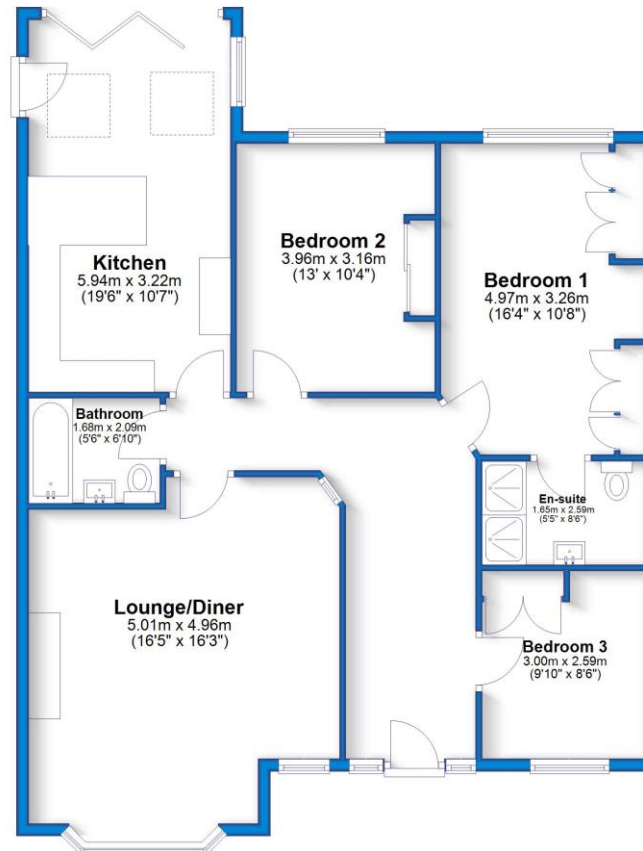 Kitchen
5.94m x 3.22m
(19'6" x 10'7")
Bedroom 2
3.96m x 3.16m
(13' x 10'4")
Bedroom 1
4.97m x 3.26m
(16'4" x 10'8")
Bathroom
1.68m x 2.09m
(5'6" x 6'10")
En-suite
1.65m x 2.59m
(5'5" x 8'6")
Lounge/Diner
5.01m x 4.96m
(16'5" x 16'3")
Bedroom 3
3.00m x 2.59m
(9'10" x 8'6")